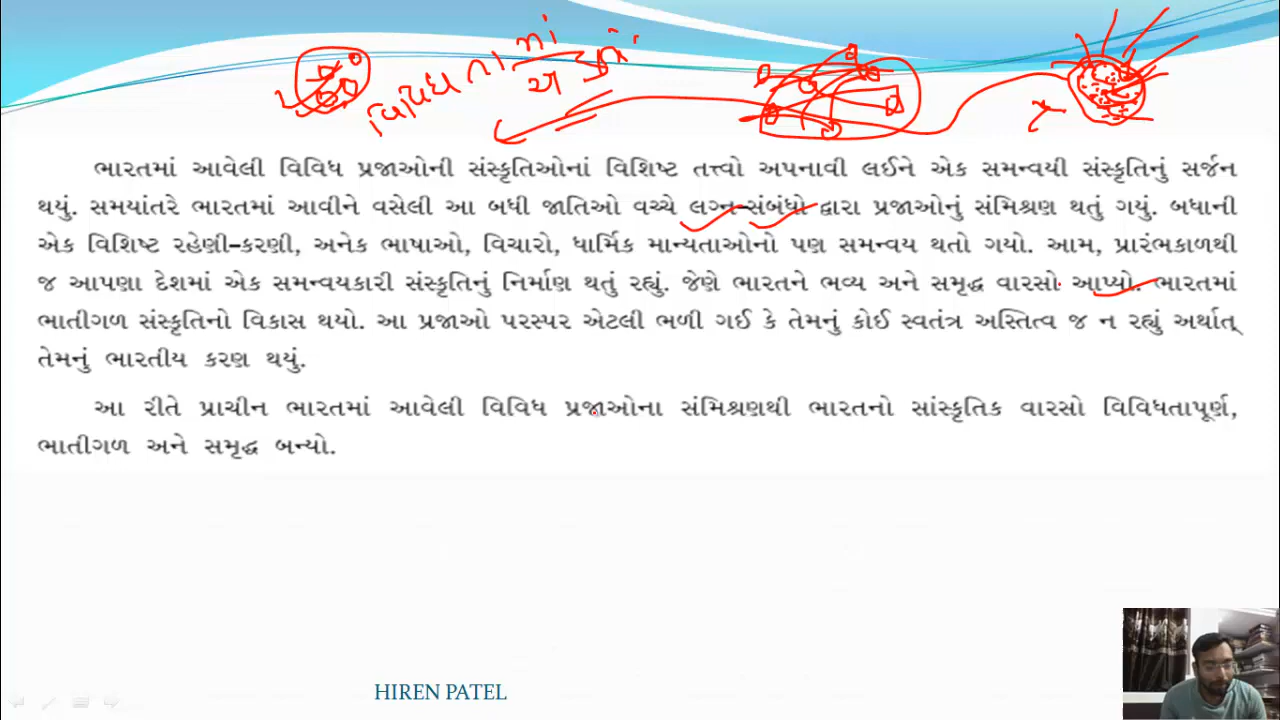 વિવિધતામાં એકતા
ભારતમાં આવેલી વિવિધ પ્રજાઓની સંસ્કૃતિઓનાં વિશિષ્ટ તત્ત્વો અપનાવી લઈને એક સમન્વયી સંસ્કૃતિનું સર્જન
થયું. સમયાંતરે ભારતમાં આવીને વસેલી આ બધી જાતિઓ વચ્ચે લગ્ન-સંબંધો દ્વારા પ્રજાઓનું સંમિશ્રણ થતું ગયું. બધાની
એક વિશિષ્ટ રહેણી-કરણી, અનેક ભાષાઓ, વિચારો, ધાર્મિક માન્યતાઓનો પણ સમન્વય થતો ગયો. આમ, પ્રારંભકાળથી
જ આપણા દેશમાં એક સમન્વયકારી સંસ્કૃતિનું નિર્માણ થતું રહ્યું. જેણે ભારતને ભવ્ય અને સમૃદ્ધ વારસો આપ્યો. ભારતમાં
ભાતીગળ સંસ્કૃતિનો વિકાસ થયો. આ પ્રજાઓ પરસ્પર એટલી ભળી ગઈ કે તેમનું કોઈ સ્વતંત્ર અસ્તિત્વ જ ન રહ્યું અર્થાત્
તેમનું ભારતીય કરણ થયું.
આ રીતે પ્રાચીન ભારતમાં આવેલી વિવિધ પ્રજાઓના સંમિશ્રણથી ભારતનો સાંસ્કૃતિક વારસો વિવિધતાપૂર્ણ,
ભાતીગળ અને સમૃદ્ધ બન્યો.
HIREN PATEL